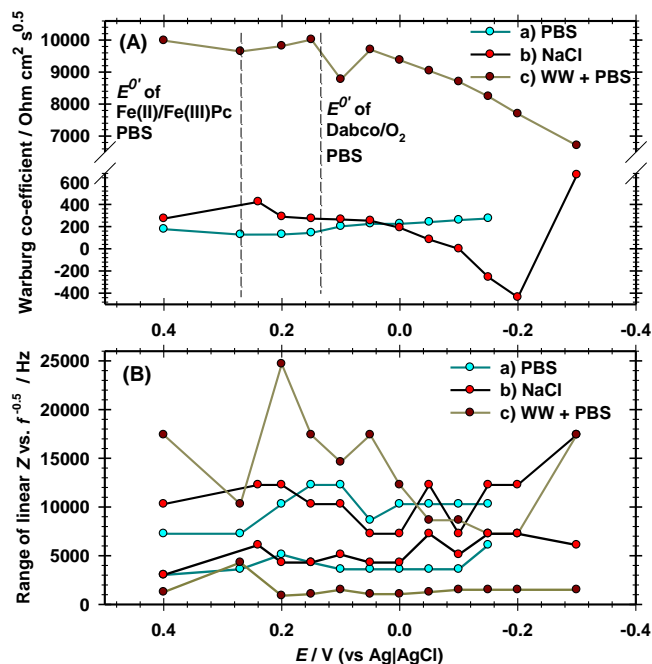 (A)
a) PBS
b) NaCl
c) WW + PBS
E0' of
Fe(II)/Fe(III)Pc
PBS
E0' of
Dabco/O2
PBS
Warburg co-efficient / Ohm cm2 s0.5
10000
9000
8000
7000
600
400
200
0
-200
-400
0.4
0.2
0.0
-0.2
-0.4
(B)
a) PBS
b) NaCl
c) WW + PBS
Range of linear Z vs. f-0.5 / Hz
25000
20000
15000
10000
5000
0
0.4
0.2
0.0
-0.2
-0.4
E / V (vs Ag|AgCl)